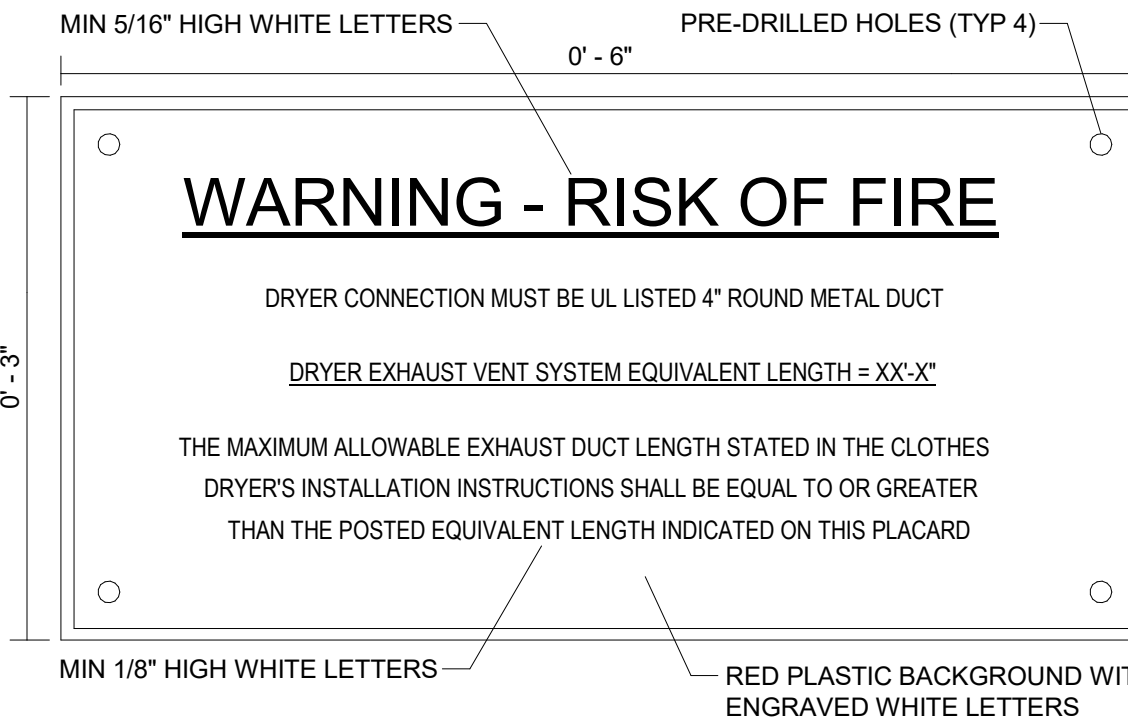 MIN 5/16" HIGH WHITE LETTERS
PRE-DRILLED HOLES (TYP 4)
0' - 6"
0' - 3"
WARNING - RISK OF FIRE
DRYER CONNECTION MUST BE UL LISTED 4" ROUND METAL DUCT
DRYER EXHAUST VENT SYSTEM EQUIVALENT LENGTH = XX'-X"
THE MAXIMUM ALLOWABLE EXHAUST DUCT LENGTH STATED IN THE CLOTHES
DRYER'S INSTALLATION INSTRUCTIONS SHALL BE EQUAL TO OR GREATER
THAN THE POSTED EQUIVALENT LENGTH INDICATED ON THIS PLACARD
MIN 1/8" HIGH WHITE LETTERS
RED PLASTIC BACKGROUND
ENGRAVED WHITE LETTERS